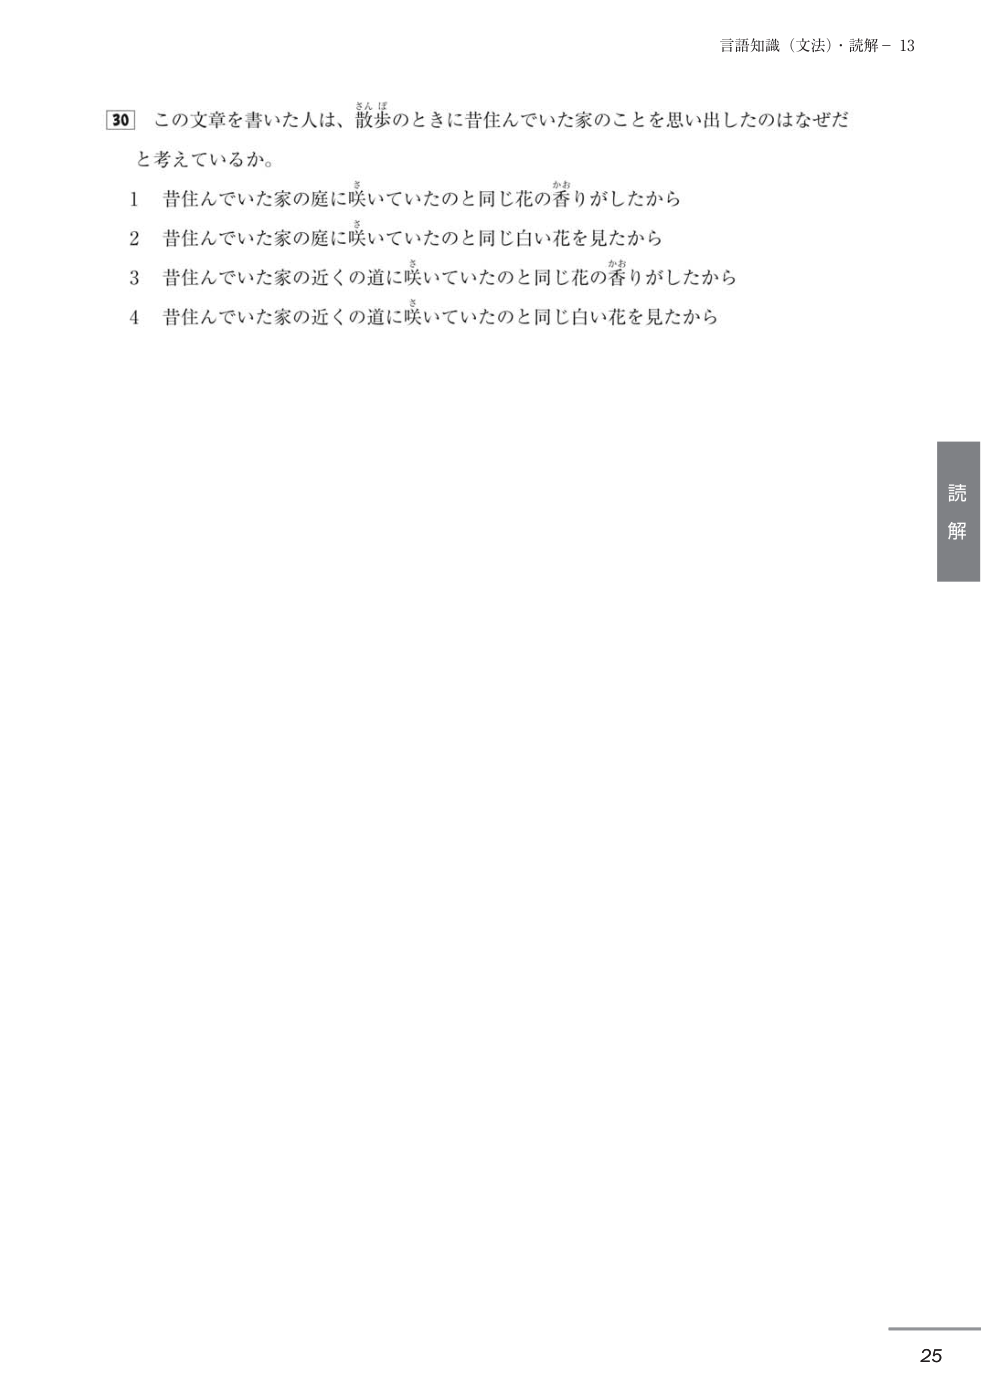 言語知識（文法）・読解－ 13
30 この文章を書いた人は、散歩のときに昔住んでいた家のことを思い出したのはなぜだ
と考えているか。
1 昔住んでいた家の庭に咲いていたのと同じ花の香りがしたから
2 昔住んでいた家の庭に咲いていたのと同じ白い花を見たから
3 昔住んでいた家の近くの道に咲いていたのと同じ花の香りがしたから
4 昔住んでいた家の近くの道に咲いていたのと同じ白い花を見たから
読解
25